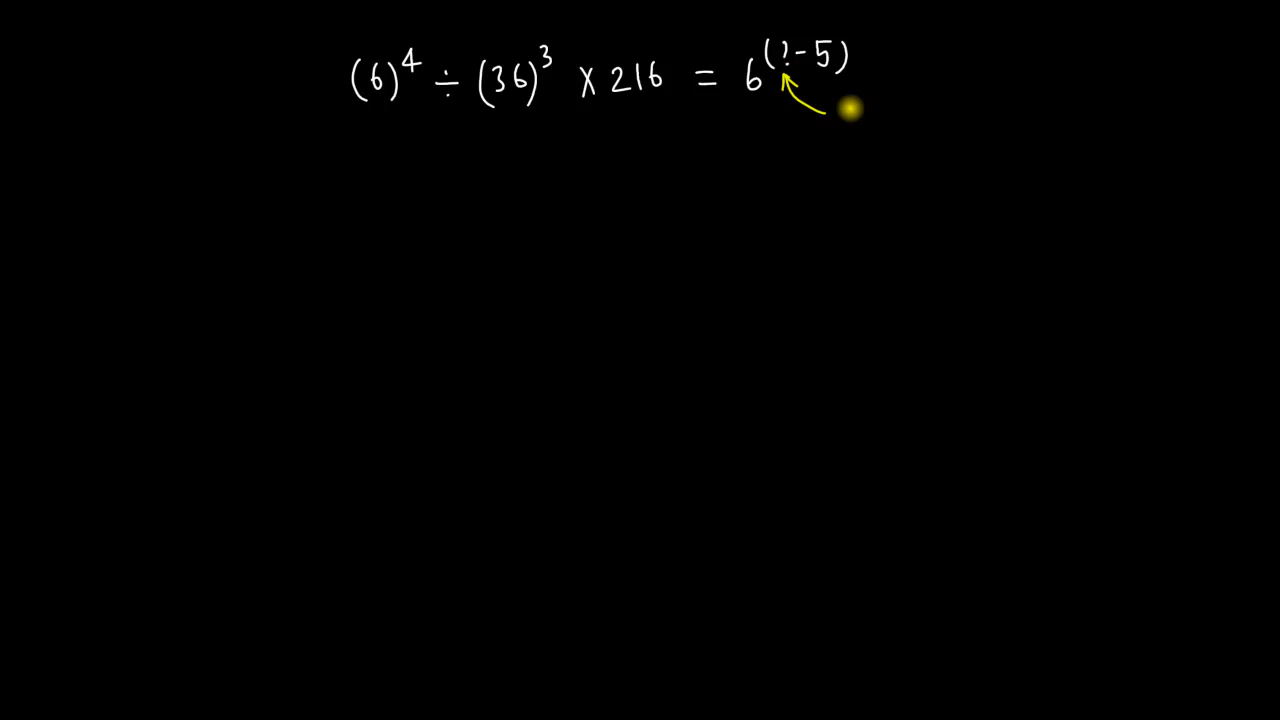 (6)⁴ ÷ (36)³ × 216 = 6^(?-5)